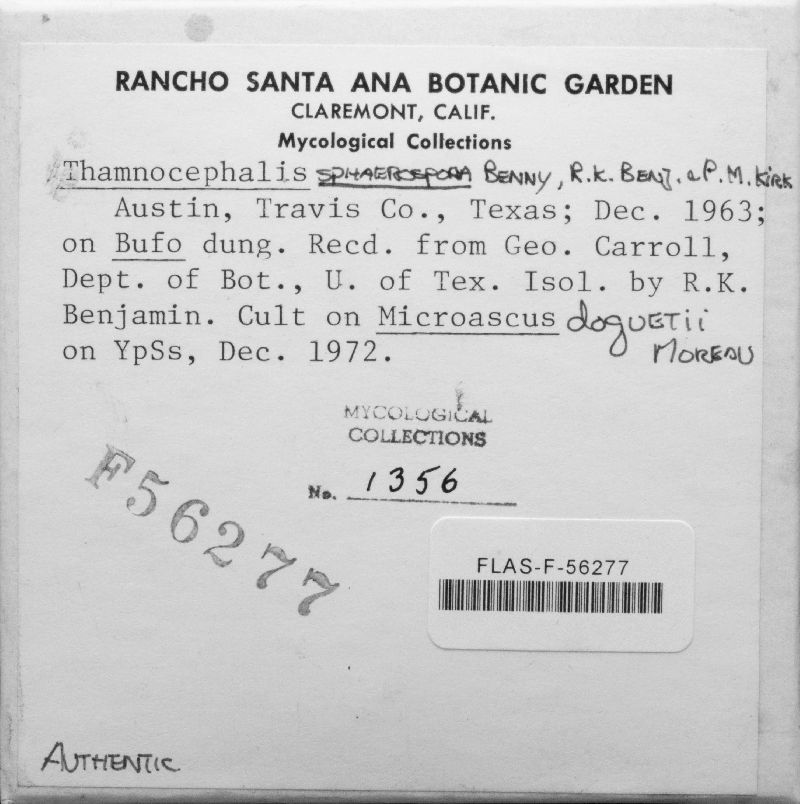 RANCHO SANTA ANA BOTANIC GARDEN
CLAREMONT, CALIF.
Mycological Collections
Thamnocephalis SPHAEROSPORA BENNY, R.K. BENJ. & P.M. KIRK
Austin, Travis Co., Texas; Dec. 1963;
on Bufo dung. Recd. from Geo. Carroll,
Dept. of Bot., U. of Tex. Isol. by R.K.
Benjamin. Cult on Microascus doguETii
on YpSs, Dec. 1972. MOREAU
MYCOLOGICAL
COLLECTIONS
No. 1356
F56277
FLAS-F-56277
AUTHENTIC